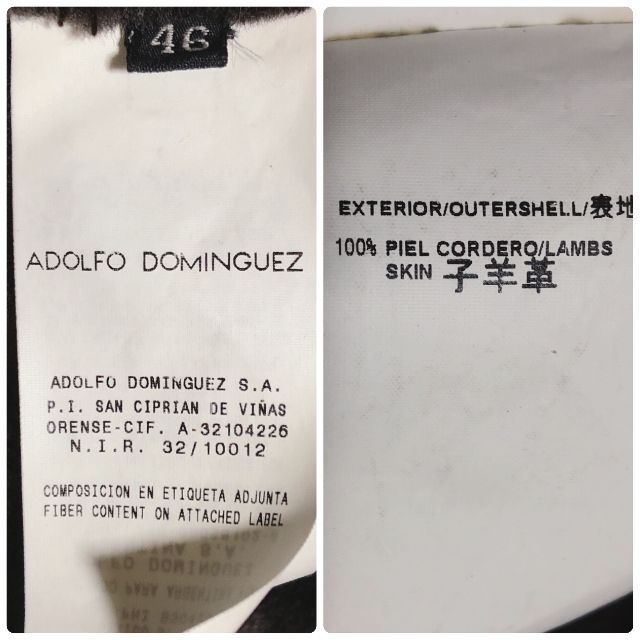 46
ADOLFO DOMINGUEZ
ADOLFO DOMINGUEZ S.A.
P.I. SAN CIPRIAN DE VIÑAS
ORENSE-CIF. A-32104226
N.I.R. 32/10012
COMPOSICION EN ETIQUETA ADJUNTA
FIBER CONTENT ON ATTACHED LABEL
EXTERIOR/OUTERSHELL/表地
100% PIEL CORDERO/LAMBS
SKIN 子羊革